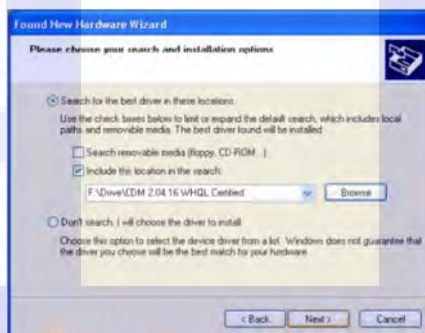 Found New Hardware Wizard
Please choose your search and installation options.
Search for the best driver in these locations.
Use the check boxes below to limit or expand the default search, which includes local
paths and removable media. The best driver found will be installed.
Search removable media (floppy, CD-ROM...)
Include this location in the search:
F:\Dove\CDM 2.04.16 WHQL Certified
Browse
Don't search. I will choose the driver to install.
Choose this option to select the device driver from a list. Windows does not guarantee that
the driver you choose will be the best match for your hardware.
< Back
Next >
Cancel